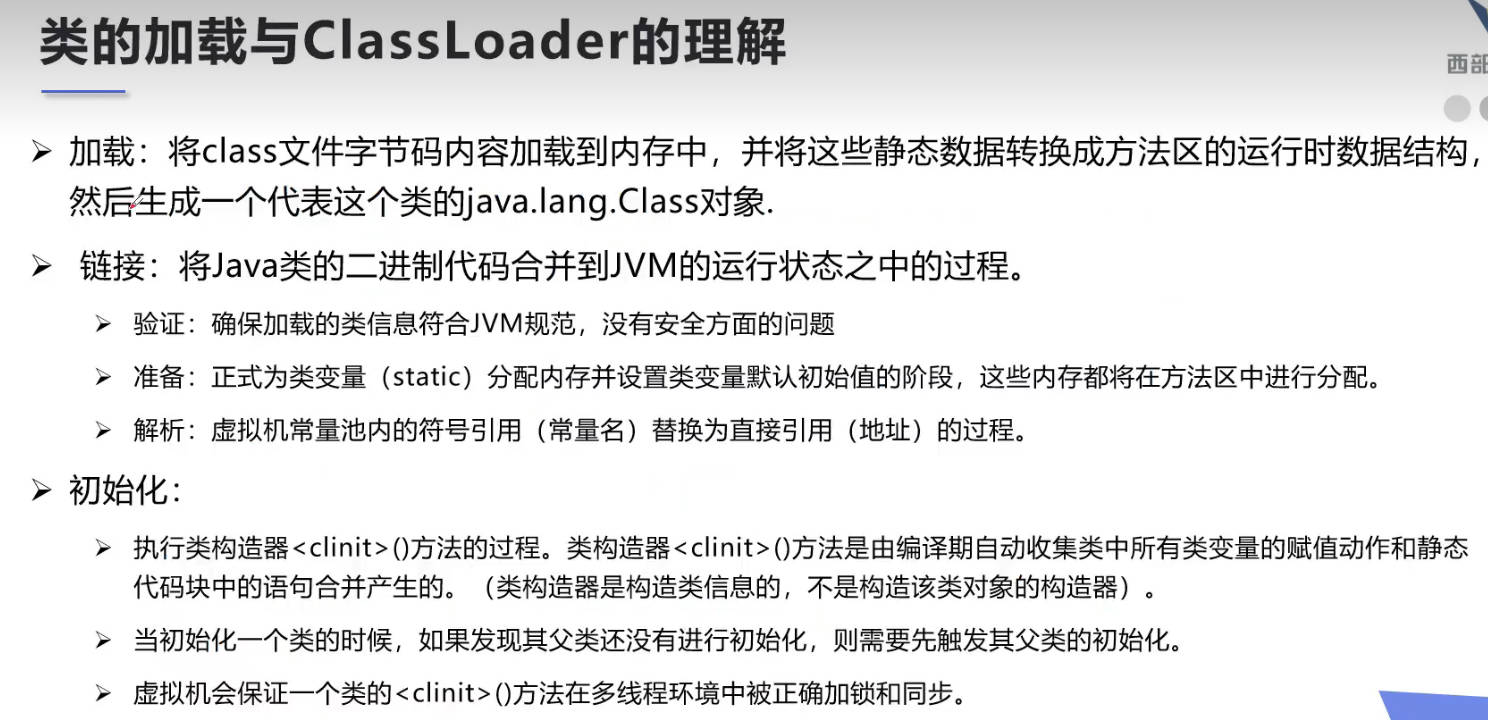 类的加载与ClassLoader的理解
西部
加载：将class文件字节码内容加载到内存中，并将这些静态数据转换成方法区的运行时数据结构，
然后生成一个代表这个类的java.lang.Class对象.
链接：将Java类的二进制代码合并到JVM的运行状态之中的过程。
验证：确保加载的类信息符合JVM规范，没有安全方面的问题
准备：正式为类变量（static）分配内存并设置类变量默认初始值的阶段，这些内存都将在方法区中进行分配。
解析：虚拟机常量池内的符号引用（常量名）替换为直接引用（地址）的过程。
初始化：
执行类构造器<clinit>()方法的过程。类构造器<clinit>()方法是由编译期自动收集类中所有类变量的赋值动作和静态
代码块中的语句合并产生的。（类构造器是构造类信息的，不是构造该类对象的构造器）。
当初始化一个类的时候，如果发现其父类还没有进行初始化，则需要先触发其父类的初始化。
虚拟机会保证一个类的<clinit>()方法在多线程环境中被正确加锁和同步。